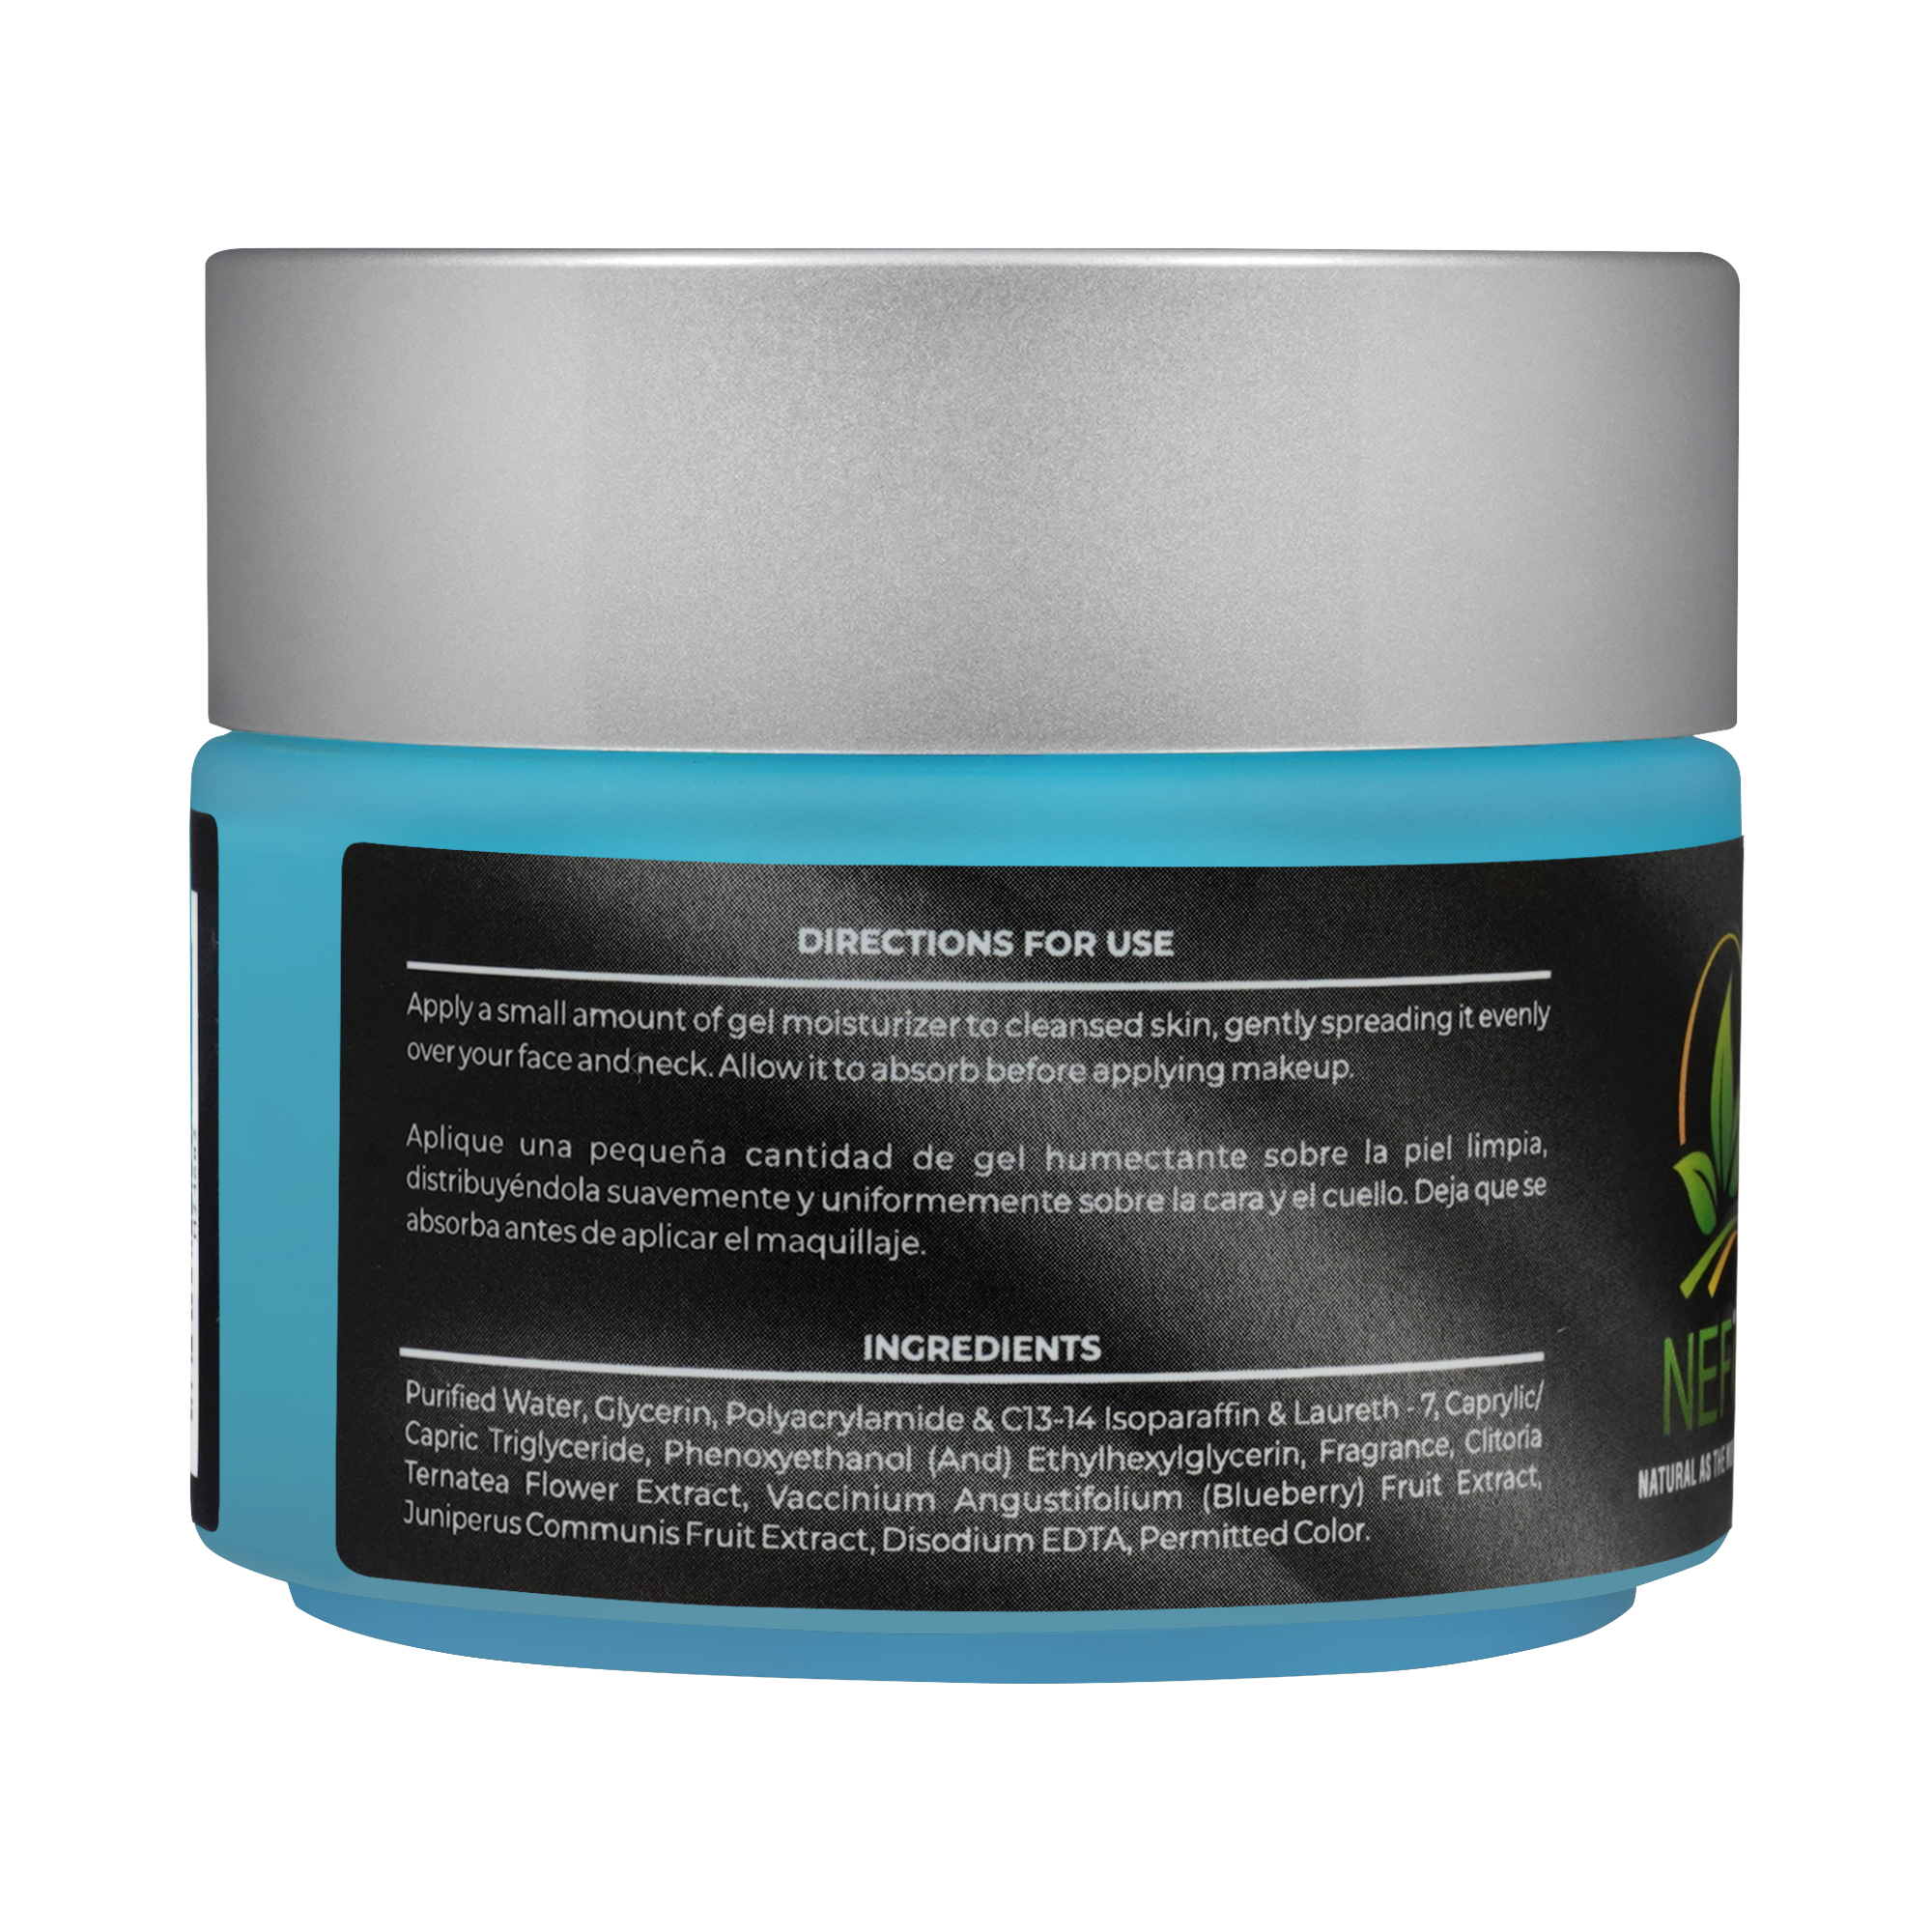 DIRECTIONS FOR USE
Apply a small amount of gel moisturizer to cleansed skin, gently spreading it evenly
over your face and neck. Allow it to absorb before applying makeup.
Aplique una pequeña cantidad de gel humectante sobre la piel limpia,
distribuyéndola suavemente y uniformemente sobre la cara y el cuello. Deja que se
absorba antes de aplicar el maquillaje.
INGREDIENTS
Purified Water, Glycerin, Polyacrylamide & C13-14 Isoparaffin & Laureth - 7, Caprylic/
Capric Triglyceride, Phenoxyethanol (And) Ethylhexylglycerin, Fragrance, Clitoria
Ternatea Flower Extract, Vaccinium Angustifolium (Blueberry) Fruit Extract,
Juniperus Communis Fruit Extract, Disodium EDTA, Permitted Color.
NEF
NATURAL AS THE